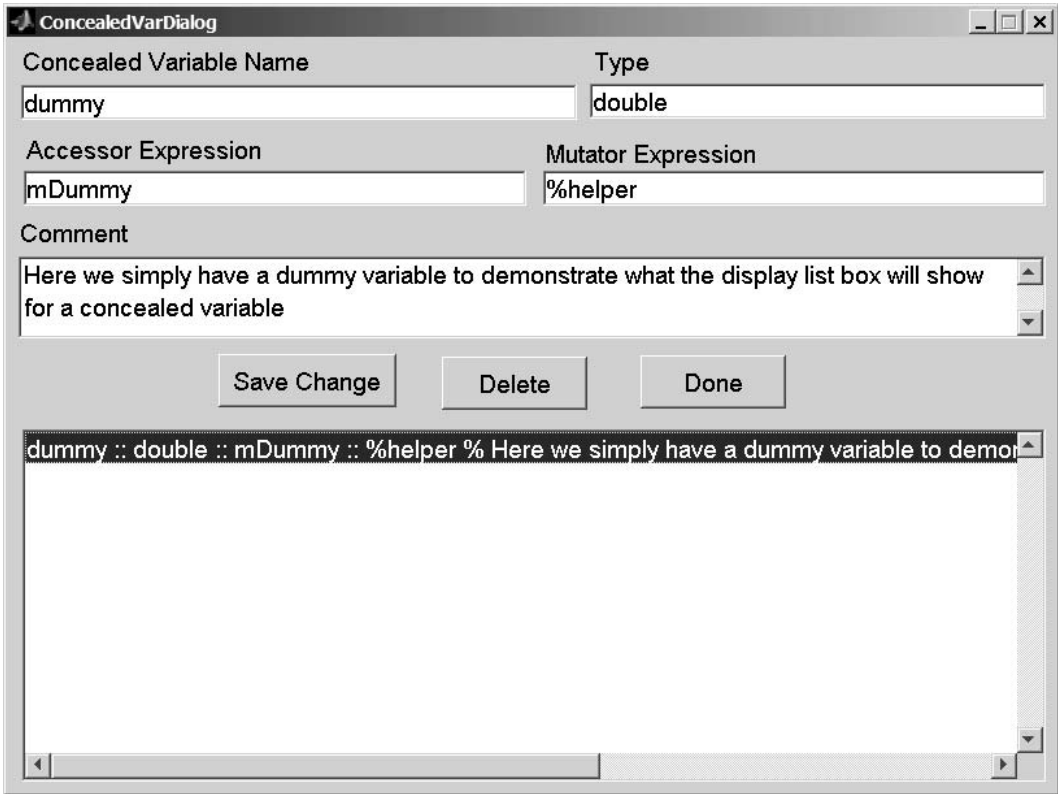 ConcealedVarDialog
Concealed Variable Name
Type
dummy
double
Accessor Expression
Mutator Expression
mDummy
%helper
Comment
Here we simply have a dummy variable to demonstrate what the display list box will show
for a concealed variable
Save Change
Delete
Done
dummy :: double :: mDummy :: %helper % Here we simply have a dummy variable to demor